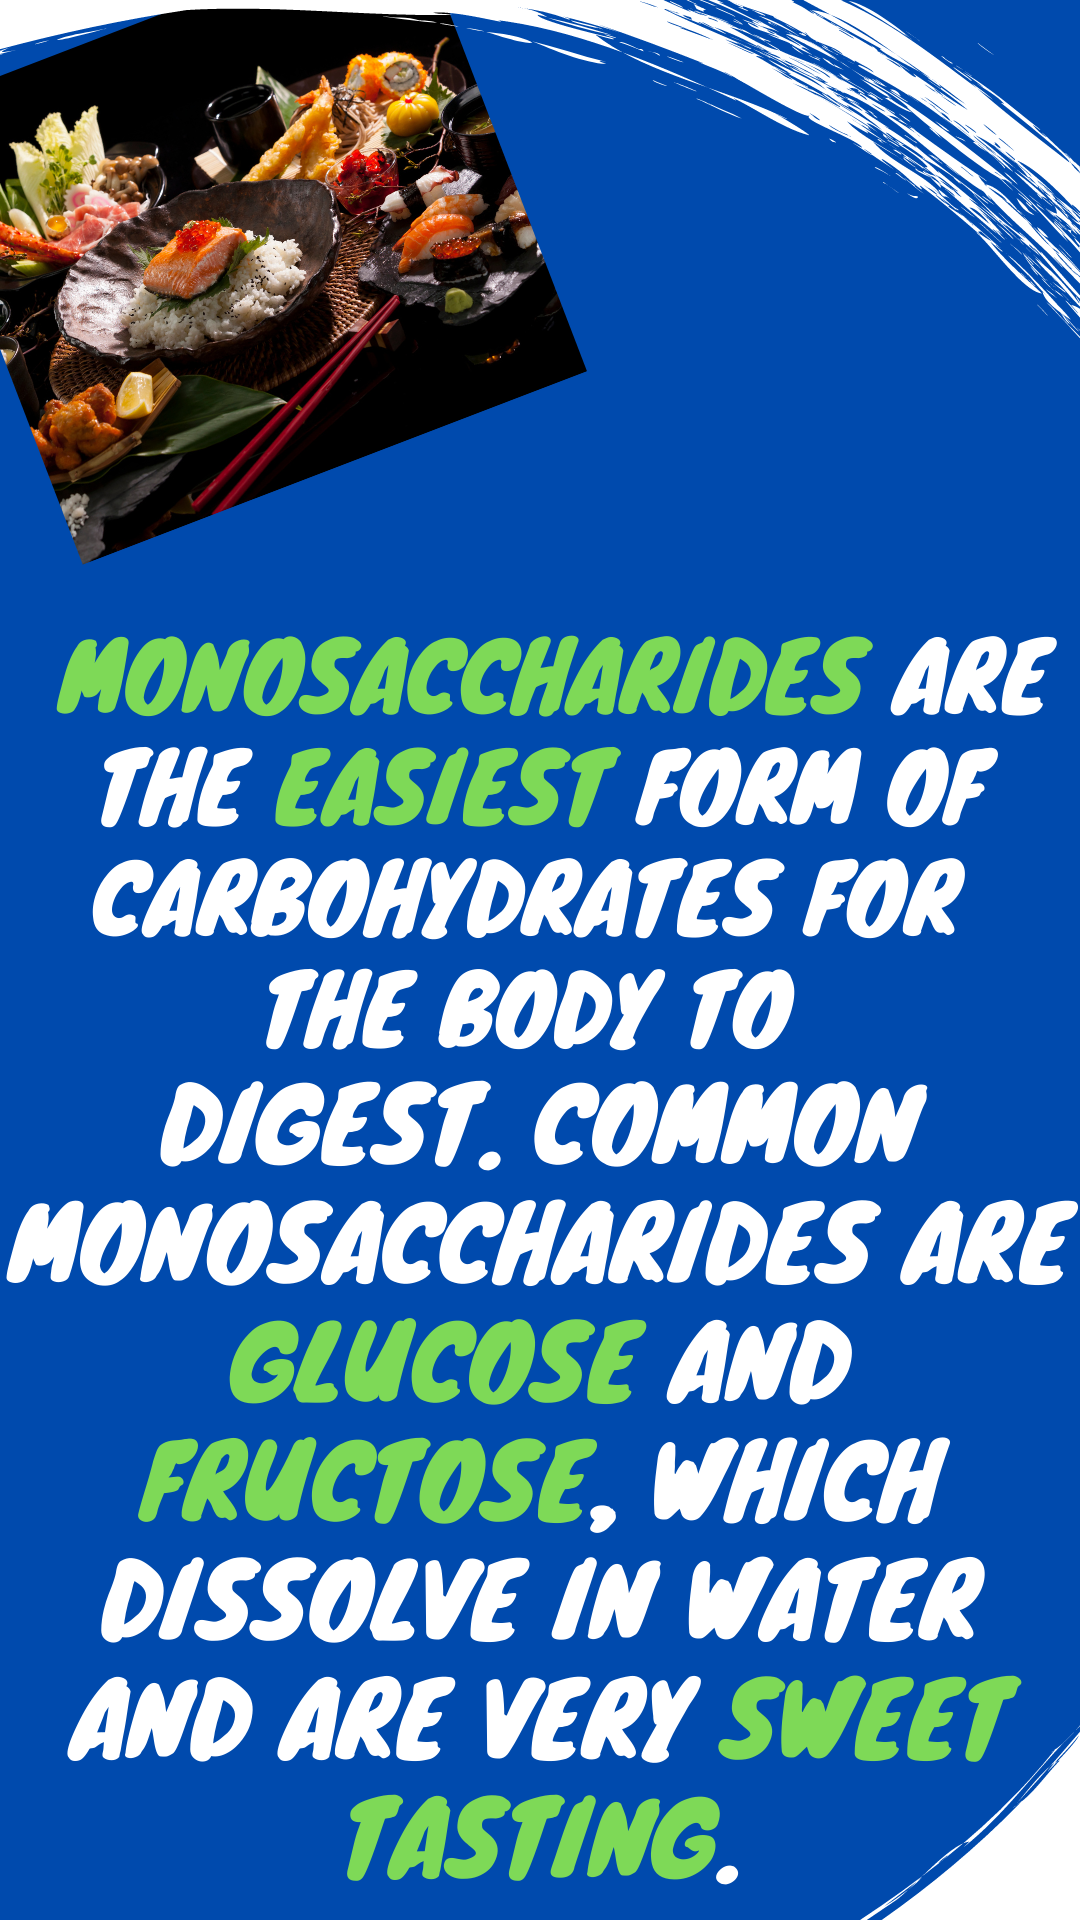 MONOSACCHARIDES ARE
THE EASIEST FORM OF
CARBOHYDRATES FOR
THE BODY TO
DIGEST. COMMON
MONOSACCHARIDES ARE
GLUCOSE AND
FRUCTOSE, WHICH
DISSOLVE IN WATER
AND ARE VERY SWEET
TASTING.